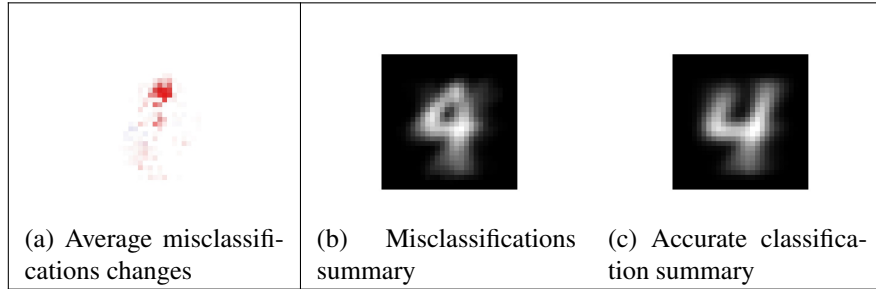 (a) Average misclassifi-
cations changes
(b) Misclassifications
summary
(c) Accurate classifica-
tion summary